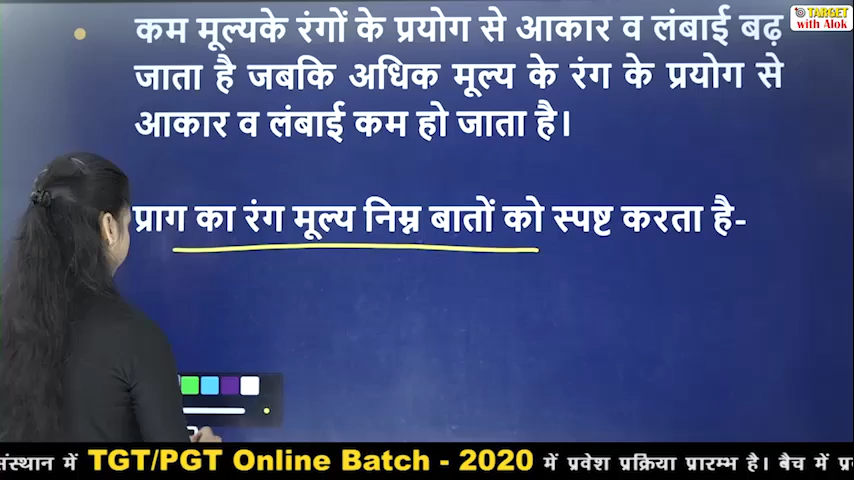 TARGET
with Alok
कम मूल्यके रंगों के प्रयोग से आकार व लंबाई बढ़
जाता है जबकि अधिक मूल्य के रंग के प्रयोग से
आकार व लंबाई कम हो जाता है।
प्राग का रंग मूल्य निम्न बातों को स्पष्ट करता है-
संस्थान में TGT/PGT Online Batch - 2020 में प्रवेश प्रक्रिया प्रारम्भ है। बैच में प्र